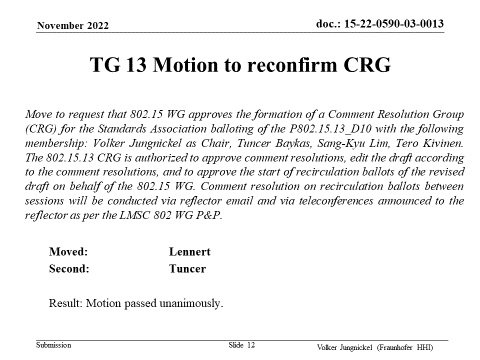 November 2022 doc.: 15-22-0590-03-0013
TG 13 Motion to reconfirm CRG
Move to request that 802.15 WG approves the formation of a Comment Resolution Group
(CRG) for the Standards Association balloting of the P802.15.13_D10 with the following
membership: Volker Jungnickel as Chair, Tuncer Baykas, Sang-Kyu Lim, Tero Kivinen.
The 802.15.13 CRG is authorized to approve comment resolutions, edit the draft according
to the comment resolutions, and to approve the start of recirculation ballots of the revised
draft on behalf of the 802.15 WG. Comment resolution on recirculation ballots between
sessions will be conducted via reflector email and via teleconferences announced to the
reflector as per the LMSC 802 WG P&P.
Moved: Lennert
Second: Tuncer
Result: Motion passed unanimously.
Submission Slide 12 Volker Jungnickel (Fraunhofer HHI)